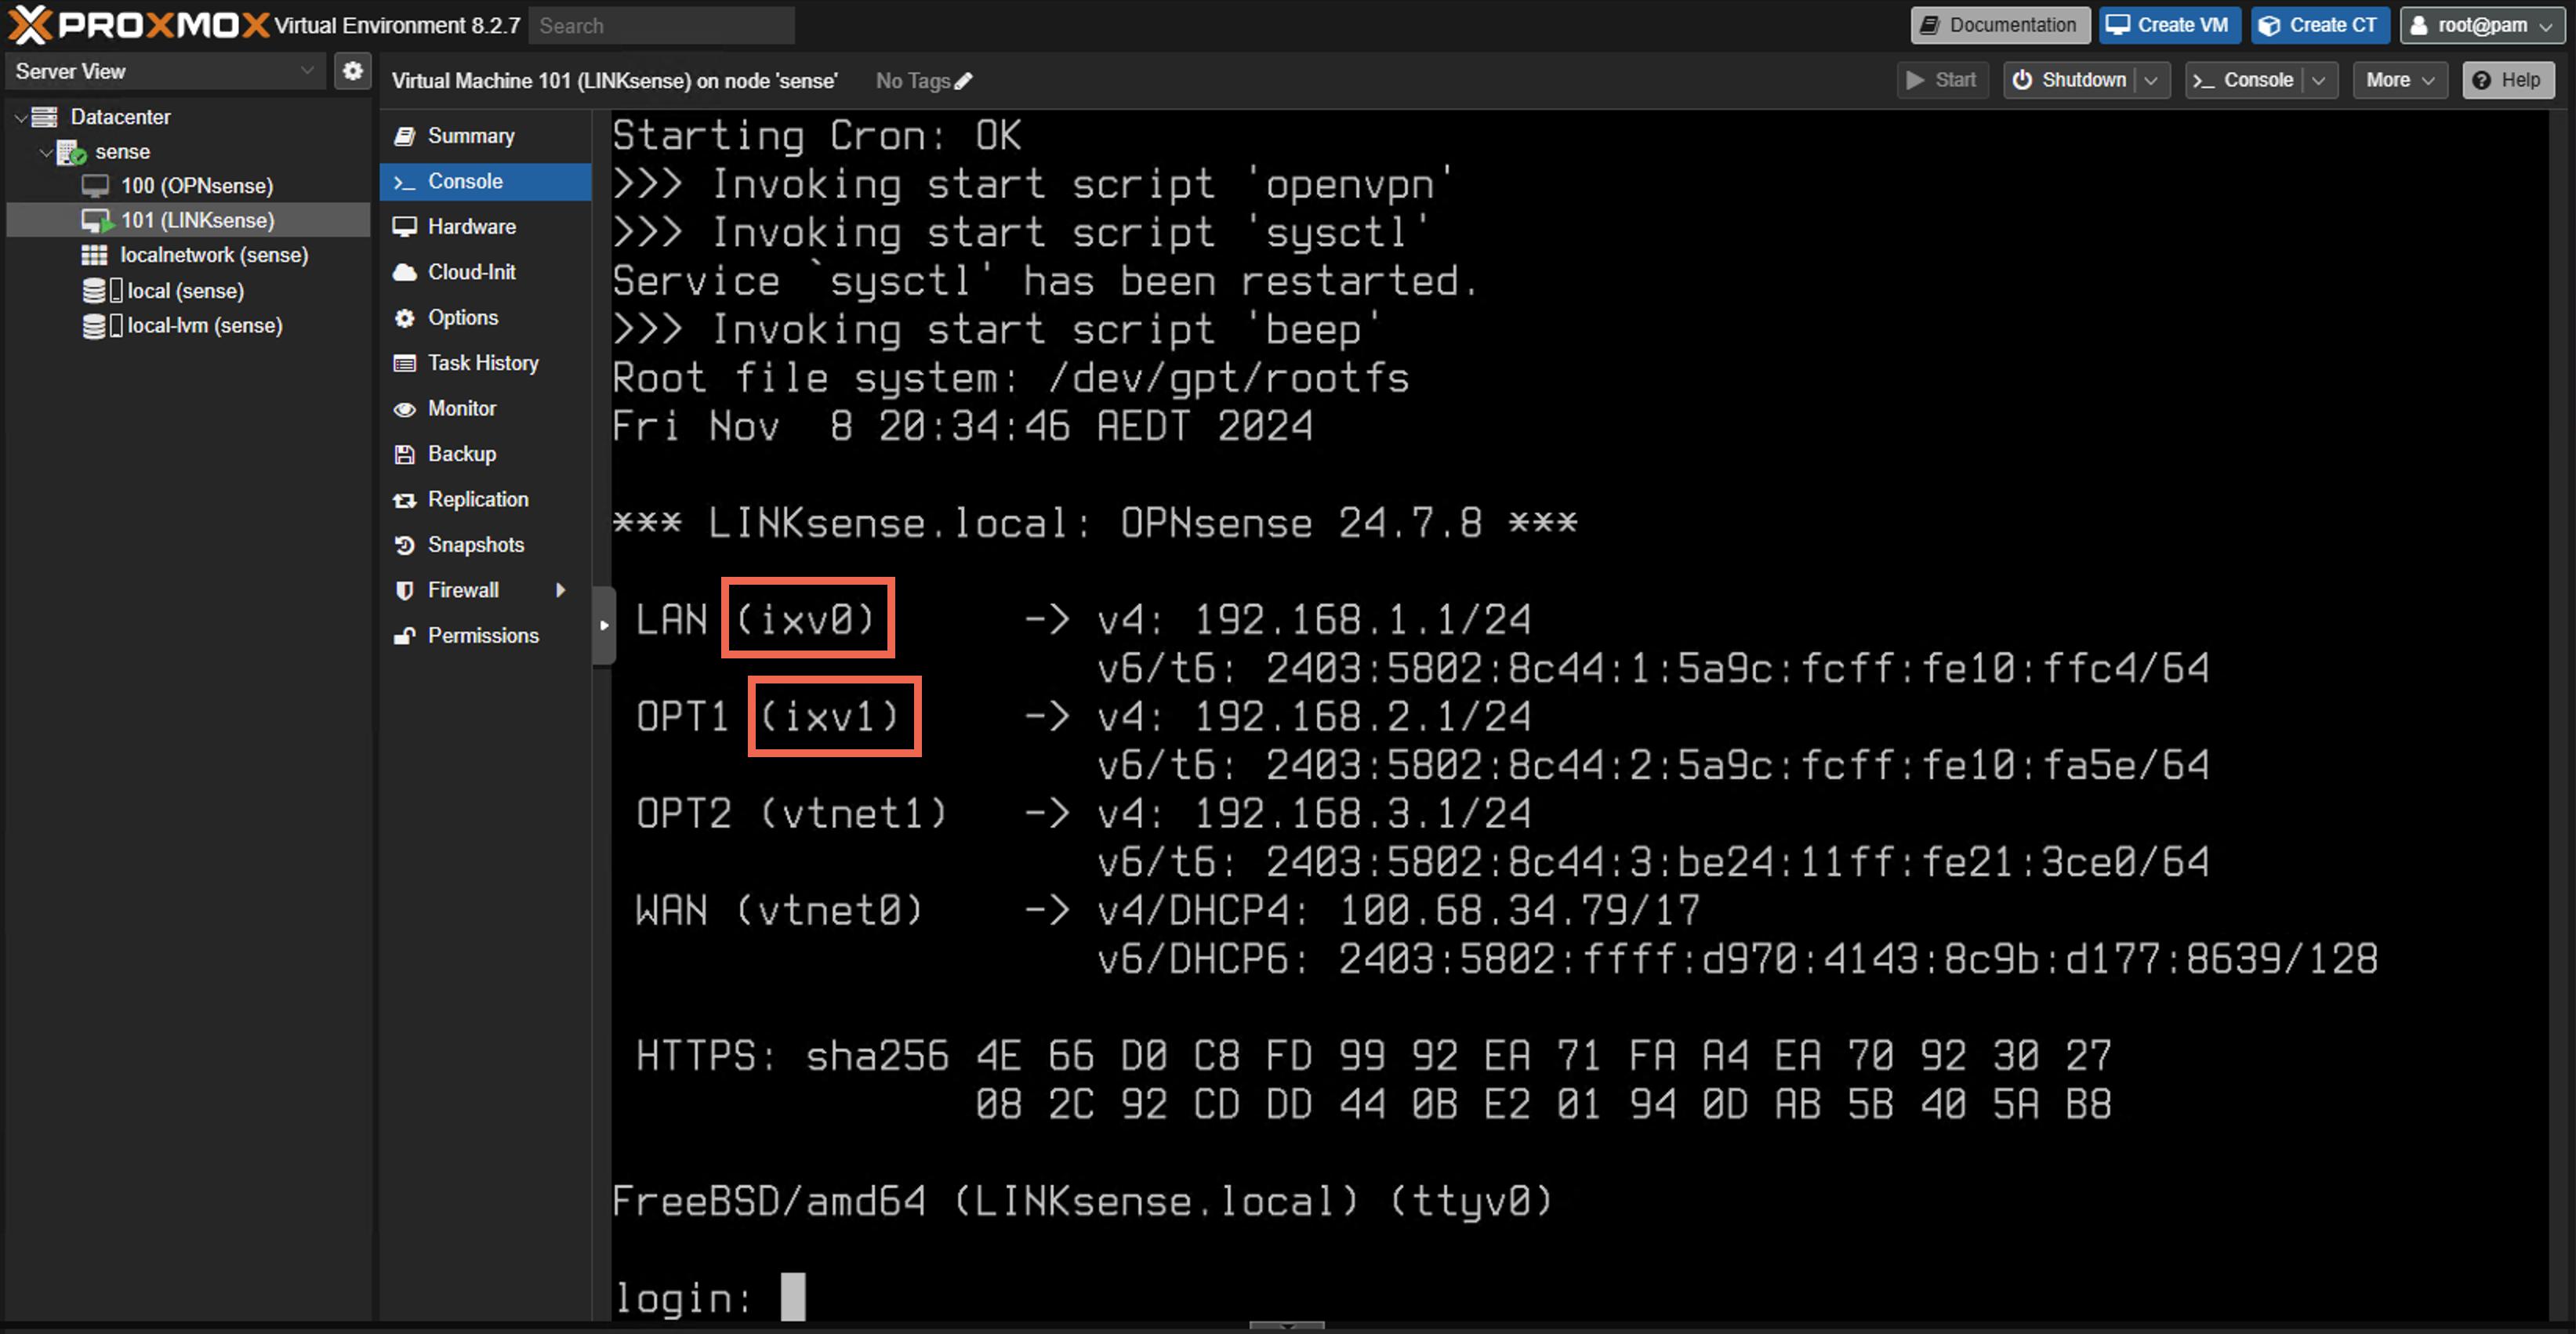 PROXMOX Virtual Environment 8.2.7 Search Documentation Create VM Create CT root@pam
Server View
Datacenter
sense
100 (OPNsense)
101 (LINKsense)
localnetwork (sense)
local (sense)
local-lvm (sense)
Virtual Machine 101 (LINKsense) on node 'sense' No Tags Start Shutdown Console More Help
Summary
Console
Hardware
Cloud-Init
Options
Task History
Monitor
Backup
Replication
Snapshots
Firewall
Permissions
Starting Cron: OK
>>> Invoking start script 'openvpn'
>>> Invoking start script 'sysctl'
Service `sysctl' has been restarted.
>>> Invoking start script 'beep'
Root file system: /dev/gpt/rootfs
Fri Nov  8 20:34:46 AEDT 2024
*** LINKsense.local: OPNsense 24.7.8 ***
LAN (ixv0) -> v4: 192.168.1.1/24
v6/t6: 2403:5802:8c44:1:5a9c:fcff:fe10:ffc4/64
OPT1 (ixv1) -> v4: 192.168.2.1/24
v6/t6: 2403:5802:8c44:2:5a9c:fcff:fe10:fa5e/64
OPT2 (vtnet1) -> v4: 192.168.3.1/24
v6/t6: 2403:5802:8c44:3:be24:11ff:fe21:3ce0/64
WAN (vtnet0) -> v4/DHCP4: 100.68.34.79/17
v6/DHCP6: 2403:5802:ffff:d970:4143:8c9b:d177:8639/128
HTTPS: sha256 4E 66 D0 C8 FD 99 92 EA 71 FA A4 EA 70 92 30 27
08 2C 92 CD DD 44 0B E2 01 94 0D AB 5B 40 5A B8
FreeBSD/amd64 (LINKsense.local) (ttyv0)
login: